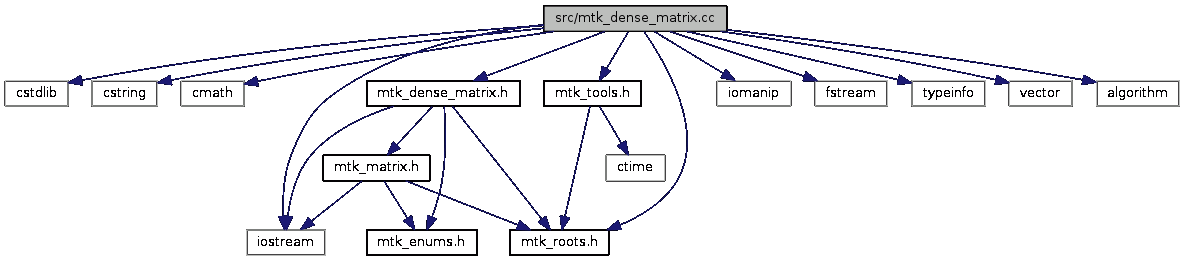 src/mtk_dense_matrix.cc
cstdlib
cstring
cmath
mtk_dense_matrix.h
mtk_tools.h
iomanip
fstream
typeinfo
vector
algorithm
mtk_matrix.h
ctime
iostream
mtk_enums.h
mtk_roots.h